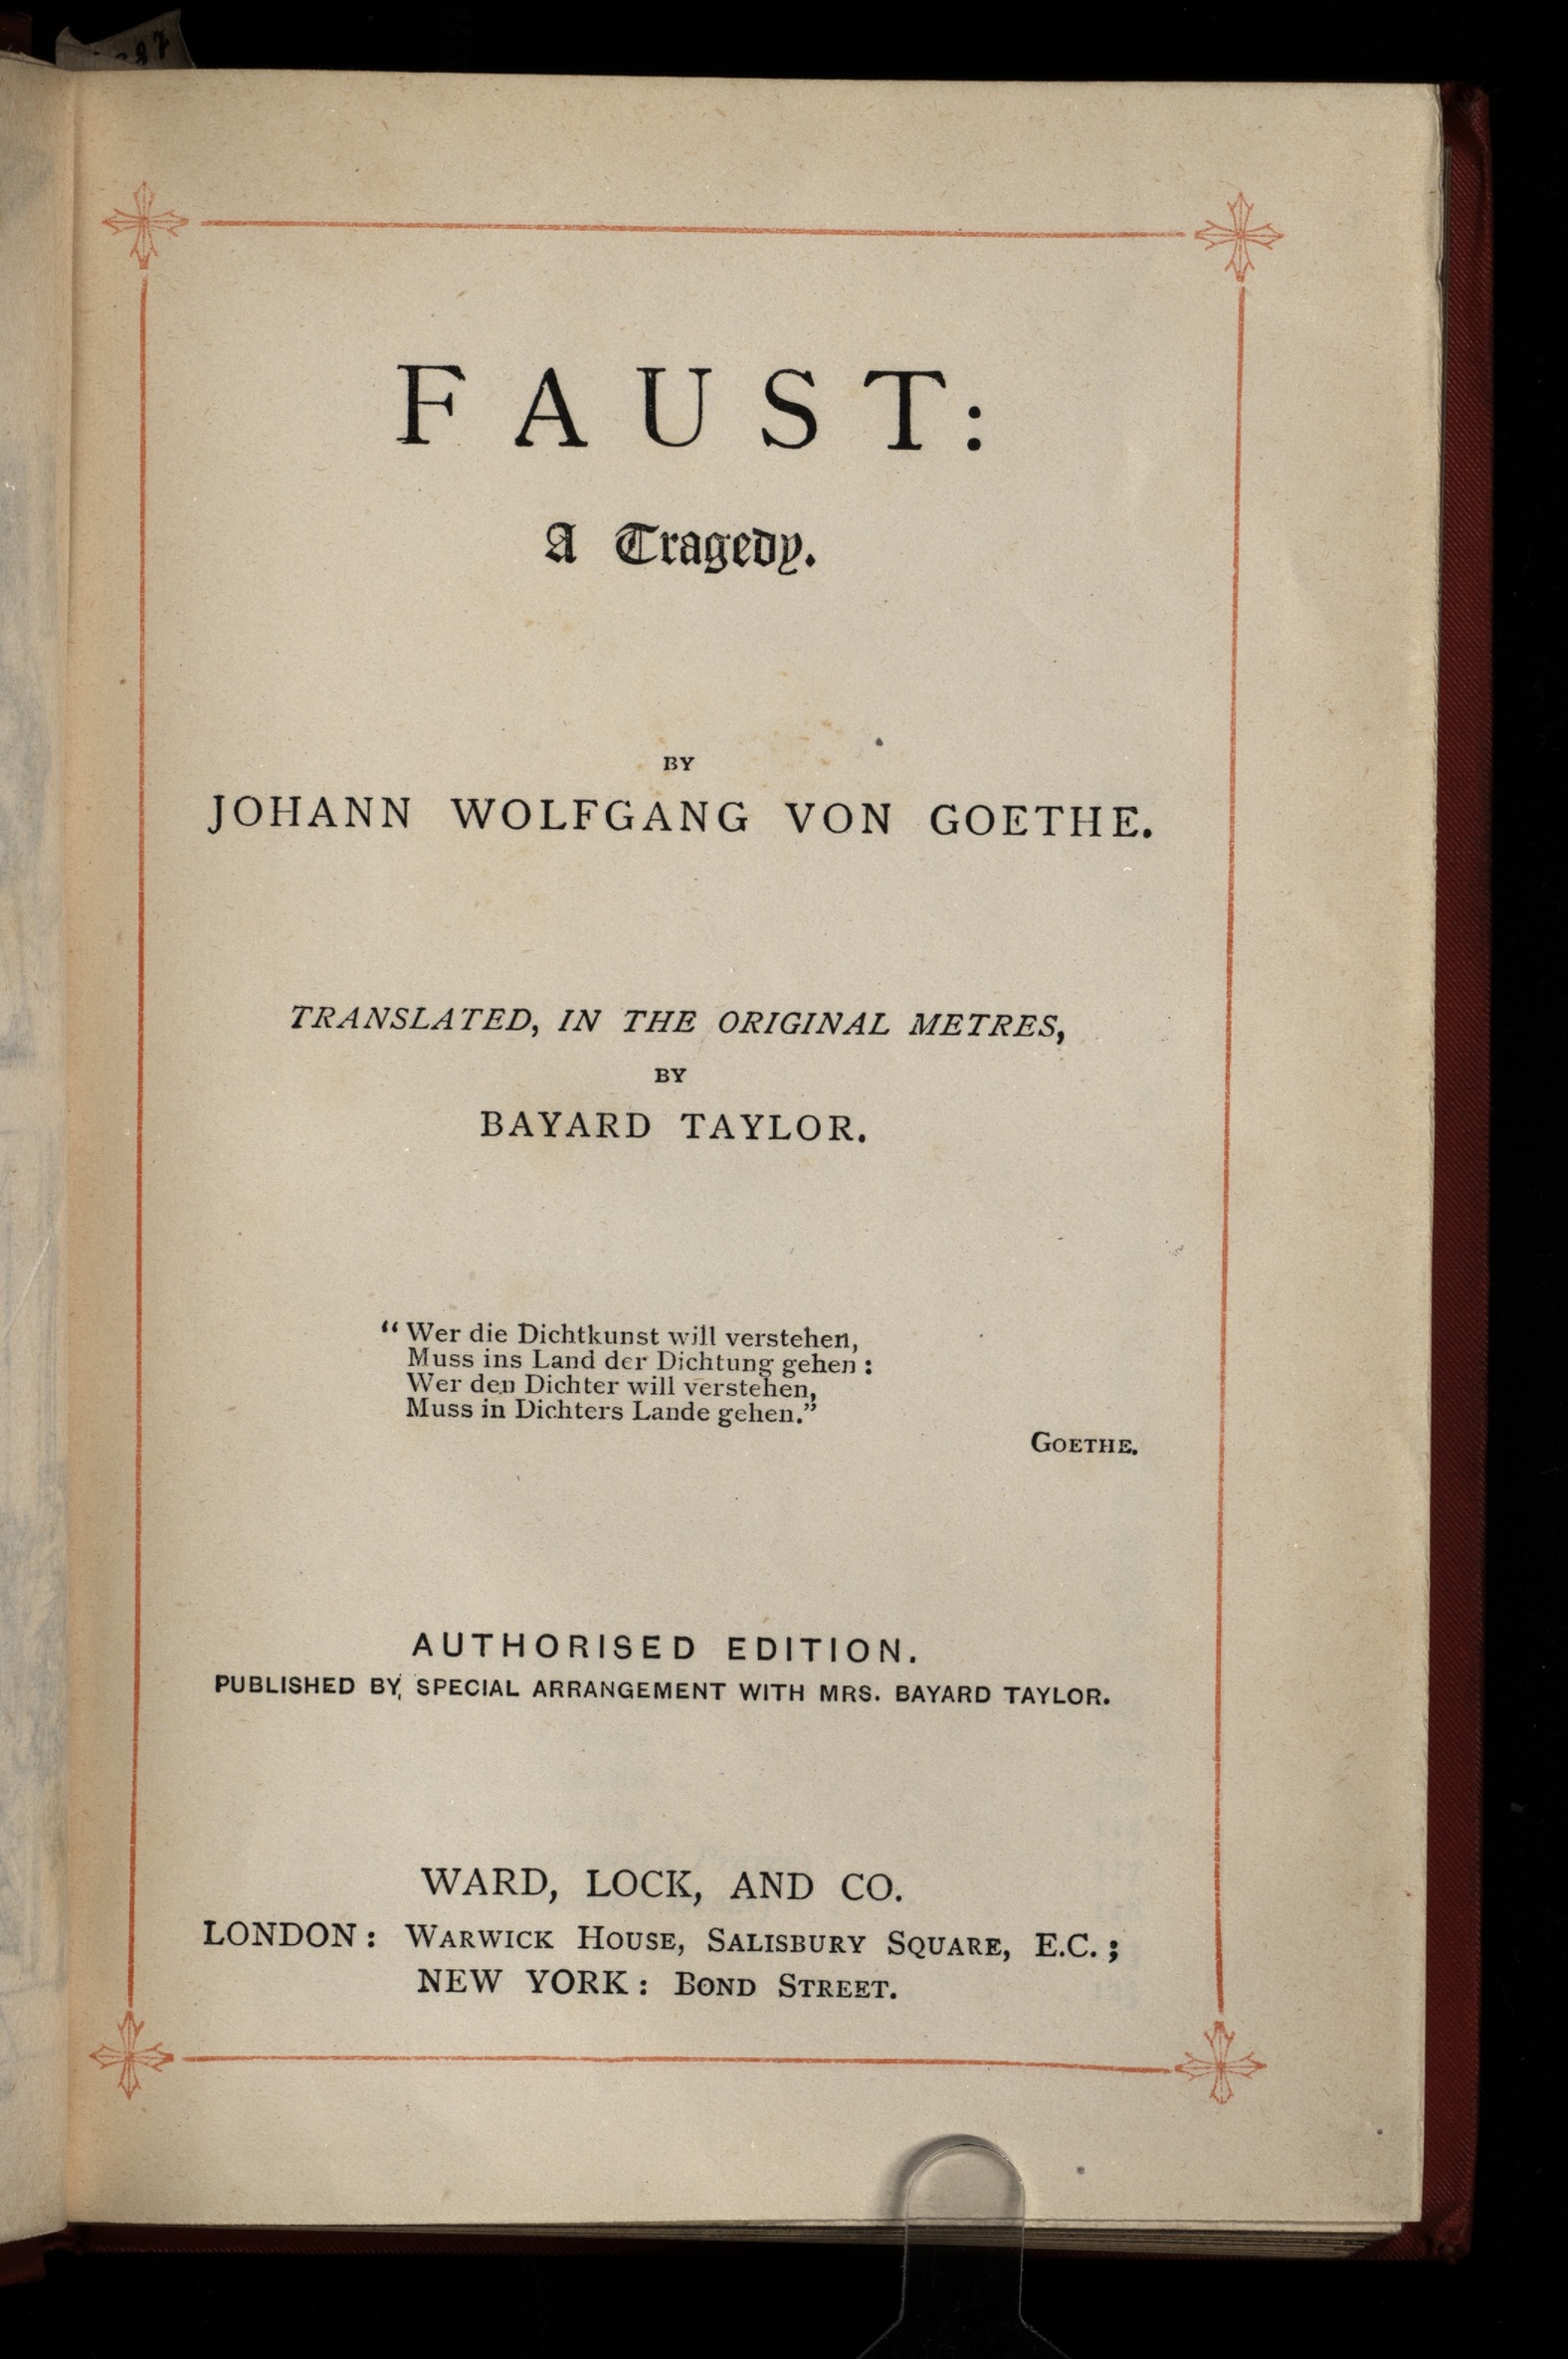 87
FAUST:
A Tragedy.
BY
JOHANN WOLFGANG VON GOETHE.
TRANSLATED, IN THE ORIGINAL METRES,
BY
BAYARD TAYLOR.
“Wer die Dichtkunst will verstehen,
Muss ins Land der Dichtung gehen:
Wer den Dichter will verstehen,
Muss in Dichters Lande gehen.”
GOETHE.
AUTHORISED EDITION.
PUBLISHED BY, SPECIAL ARRANGEMENT WITH MRS. BAYARD TAYLOR.
WARD, LOCK, AND CO.
LONDON: WARWICK HOUSE, SALISBURY SQUARE, E.C.;
NEW YORK: BOND STREET.